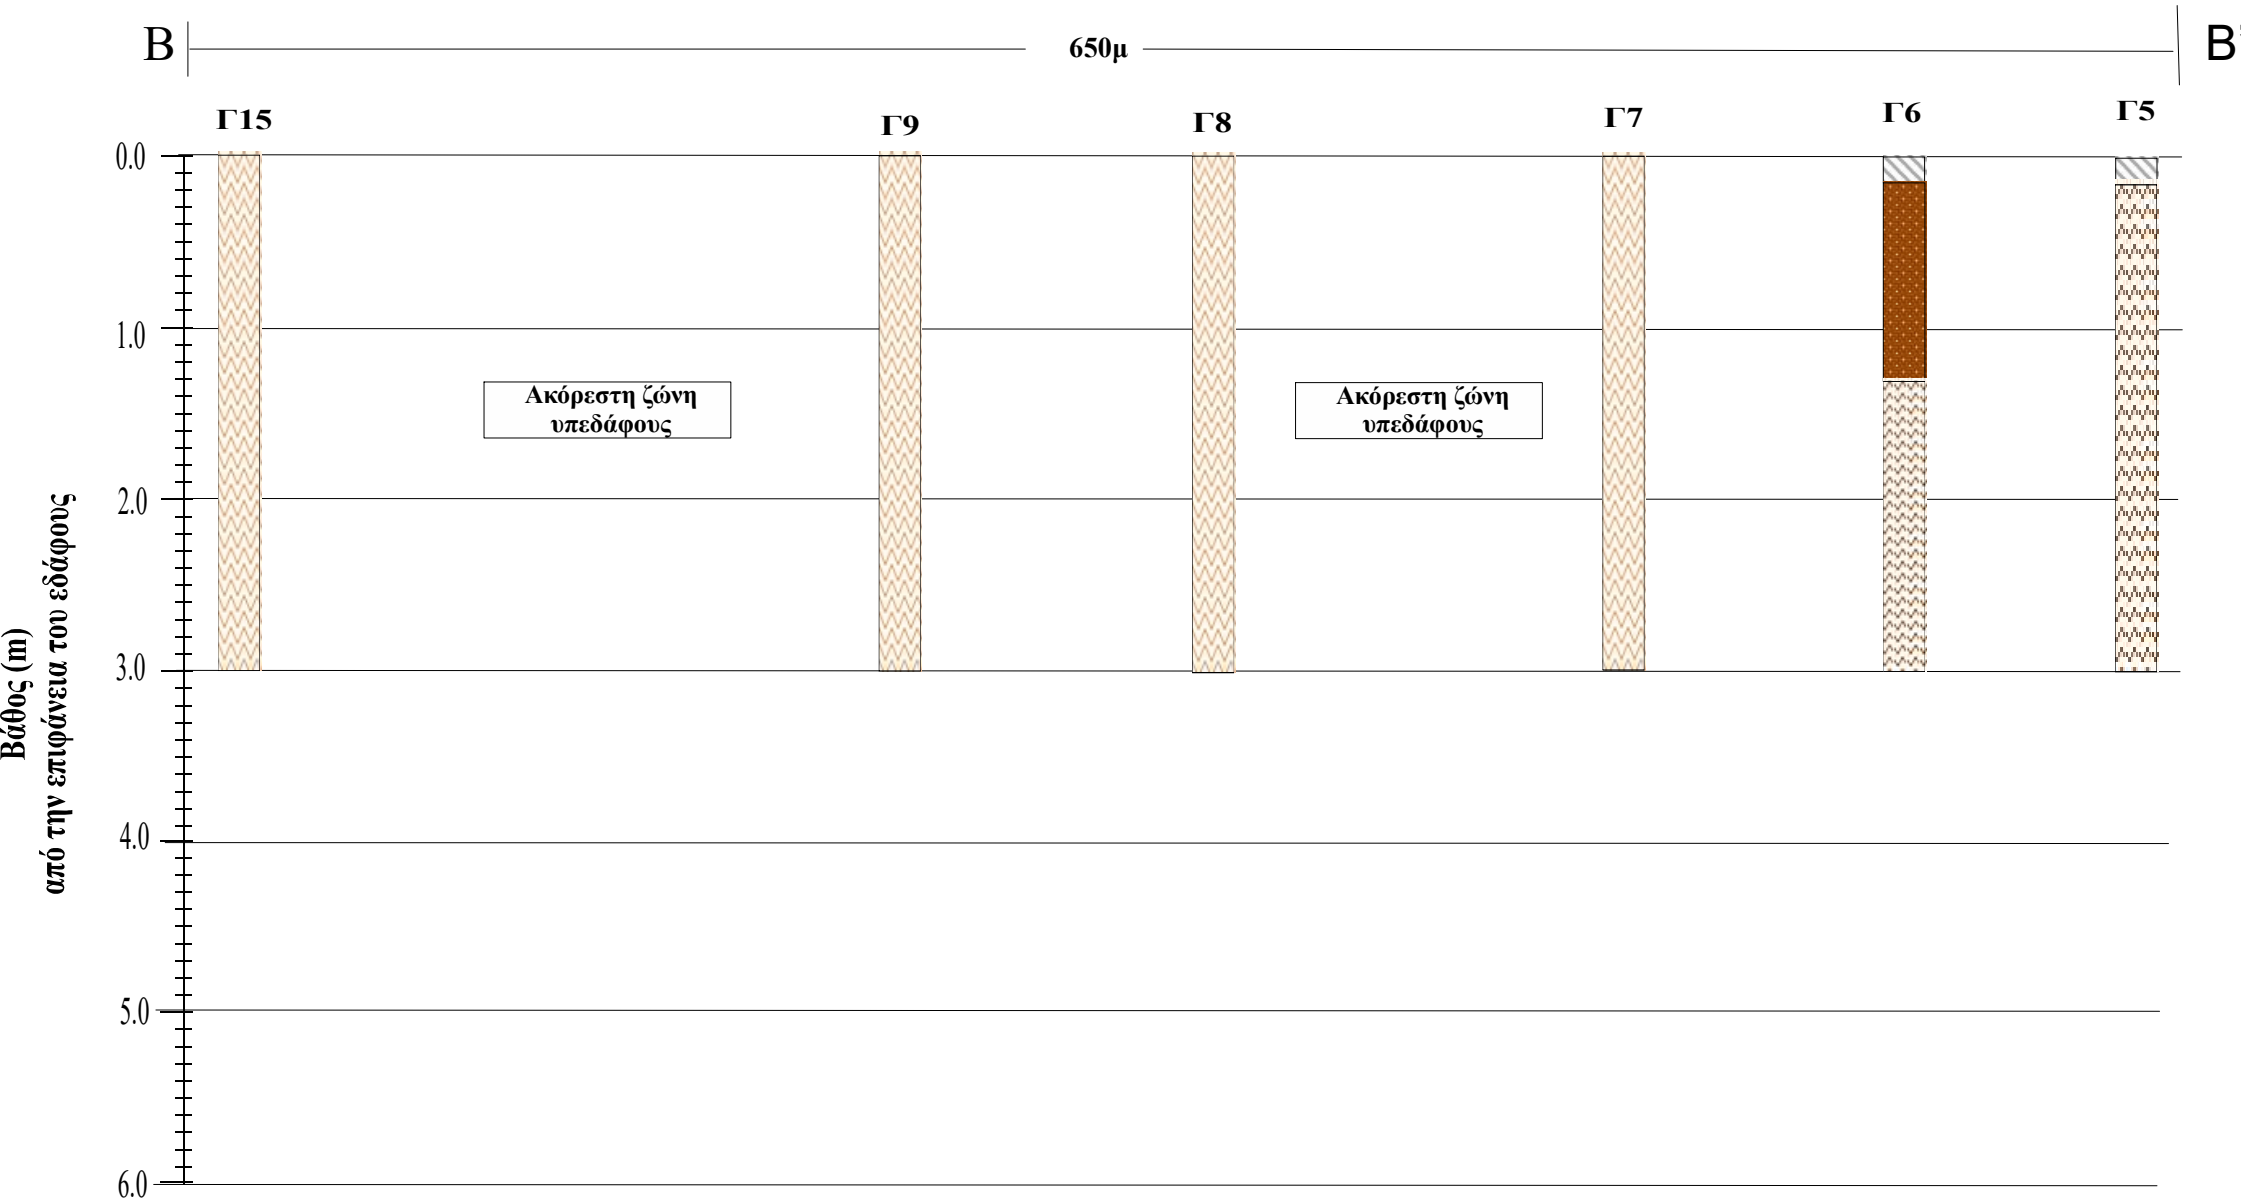 B 650μ B'
Γ15 Γ9 Γ8 Γ7 Γ6 Γ5
0.0
1.0
Ακόρεστη ζώνη
υπεδάφους
Ακόρεστη ζώνη
υπεδάφους
2.0
3.0
4.0
5.0
6.0
Βάθος (m)
από την επιφάνεια του εδάφους